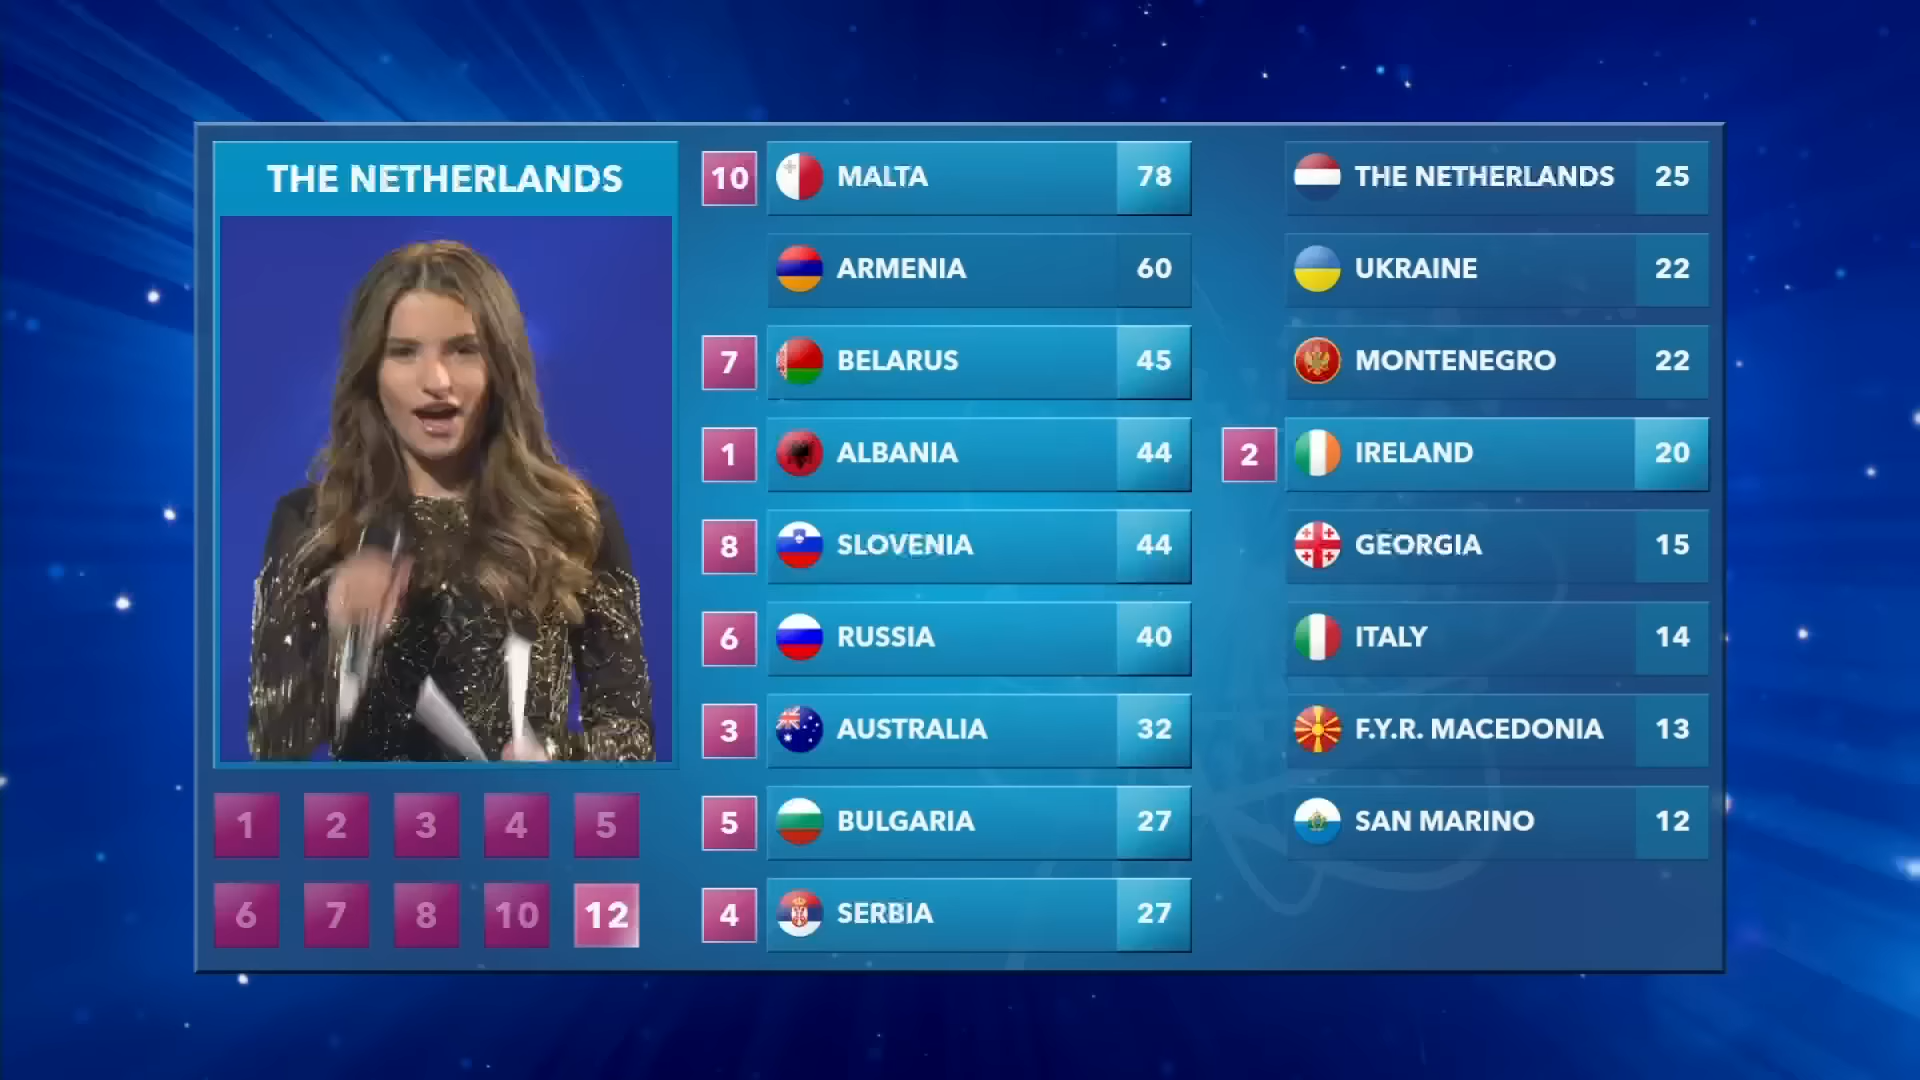 THE NETHERLANDS
1 2 3 4 5
6 7 8 10 12
10 MALTA 78
ARMENIA 60
7 BELARUS 45
1 ALBANIA 44
8 SLOVENIA 44
6 RUSSIA 40
3 AUSTRALIA 32
5 BULGARIA 27
4 SERBIA 27
THE NETHERLANDS 25
UKRAINE 22
MONTENEGRO 22
2 IRELAND 20
GEORGIA 15
ITALY 14
F.Y.R. MACEDONIA 13
SAN MARINO 12